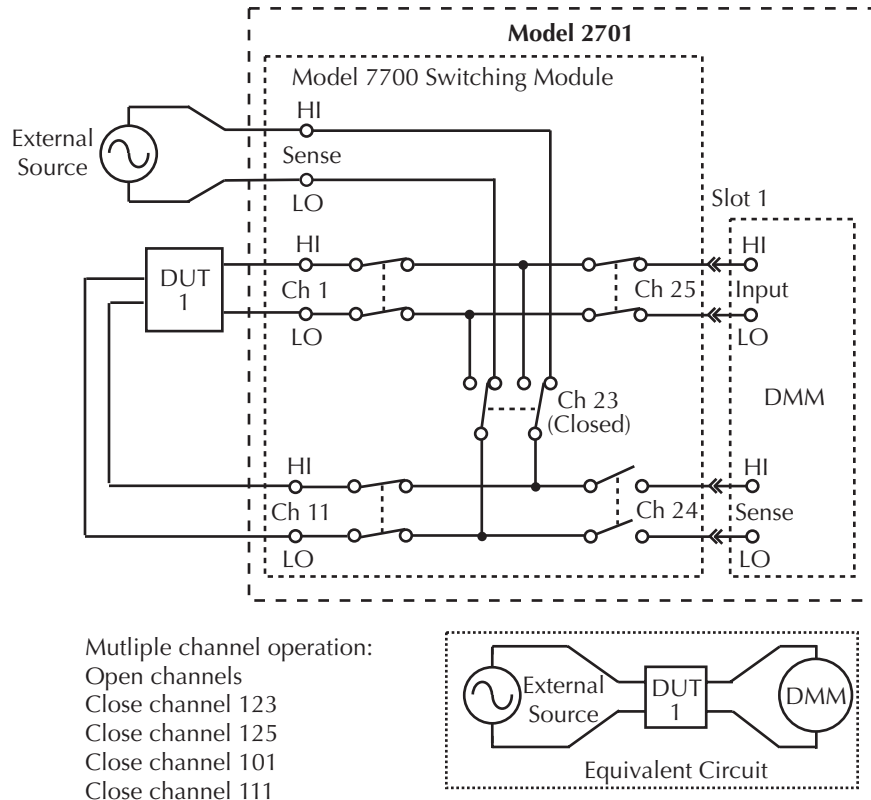 Model 2701
Model 7700 Switching Module
HI
External
Source
Sense
LO
Slot 1
HI
HI
DUT
1
Ch 1
Ch 25
Input
LO
LO
Ch 23
(Closed)
DMM
HI
HI
Ch 11
Ch 24
Sense
LO
LO
Mutliple channel operation:
Open channels
Close channel 123
Close channel 125
Close channel 101
Close channel 111
External
Source
DUT
1
DMM
Equivalent Circuit